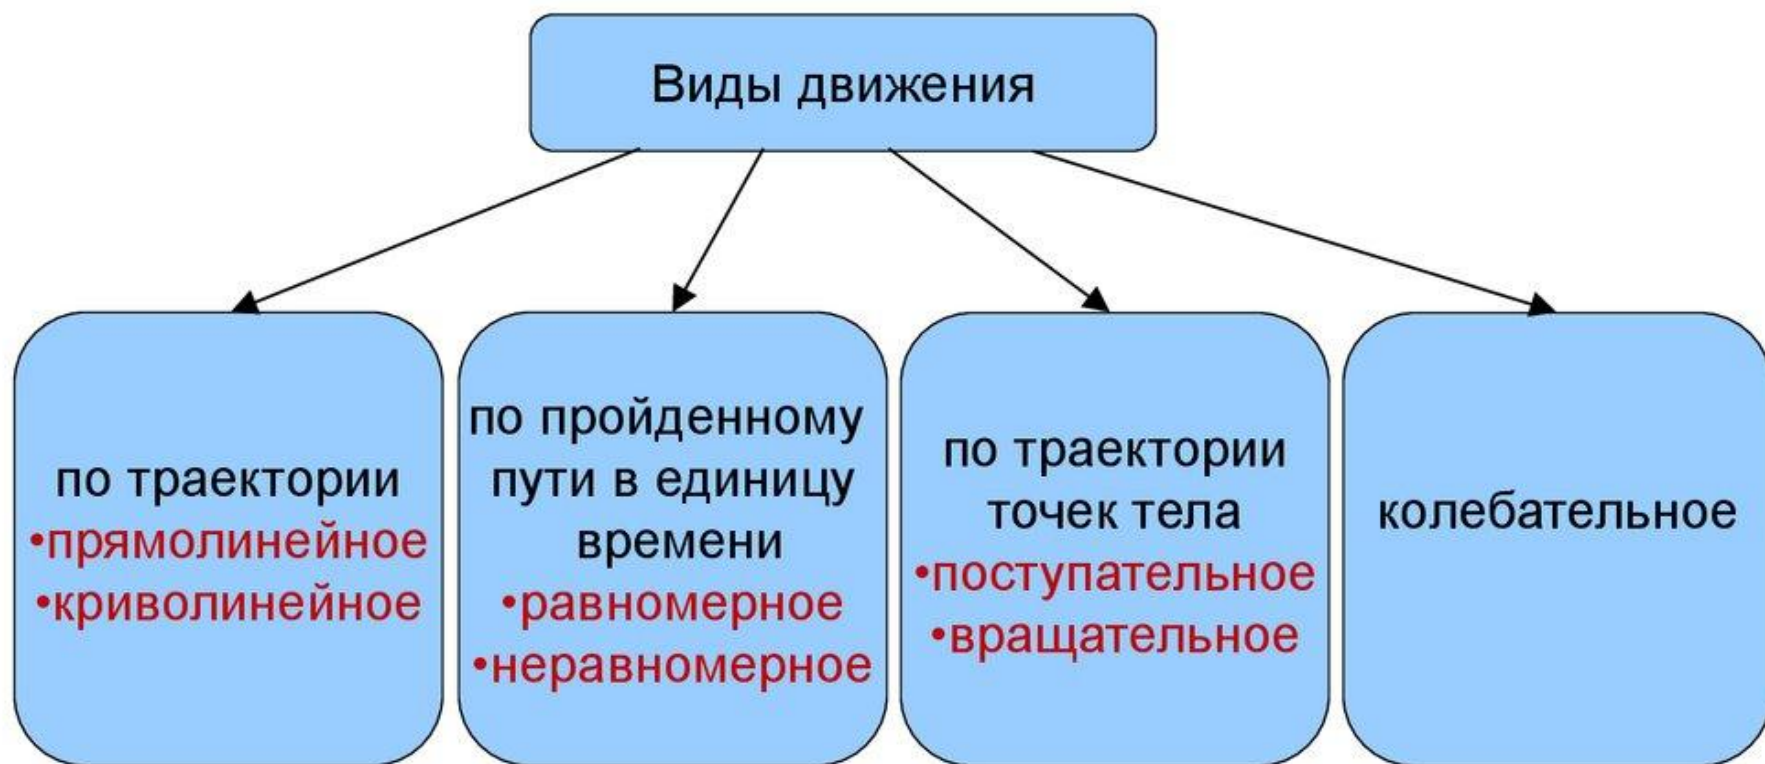 Виды движения
по траектории
•прямолинейное
•криволинейное
по пройденному
пути в единицу
времени
•равномерное
•неравномерное
по траектории
точек тела
•поступательное
•вращательное
колебательное